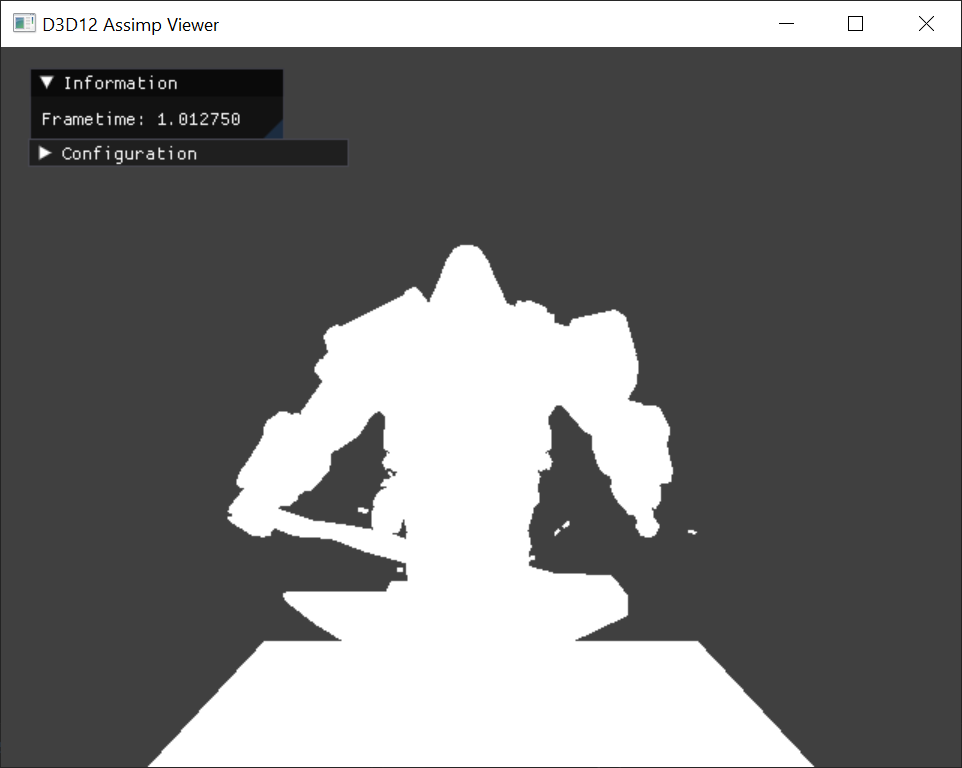 D3D12 Assimp Viewer
Information
Frametime: 1.012750
Configuration